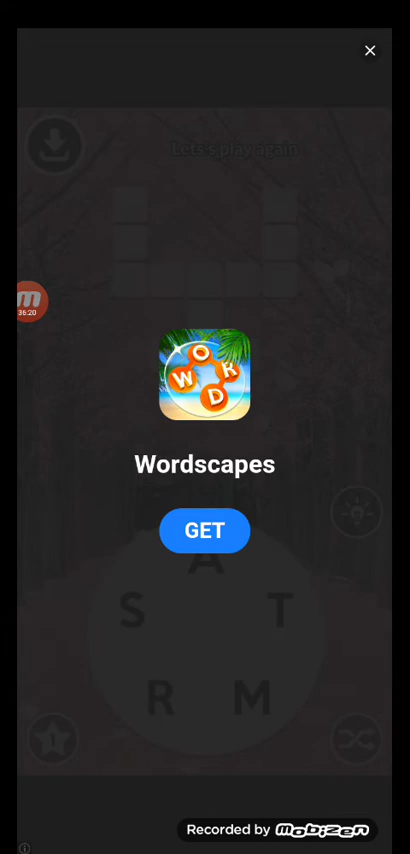 Lets's play again
36:20
W O R D
Wordscapes
GET
A
S T
R M
1
Recorded by Mobizen